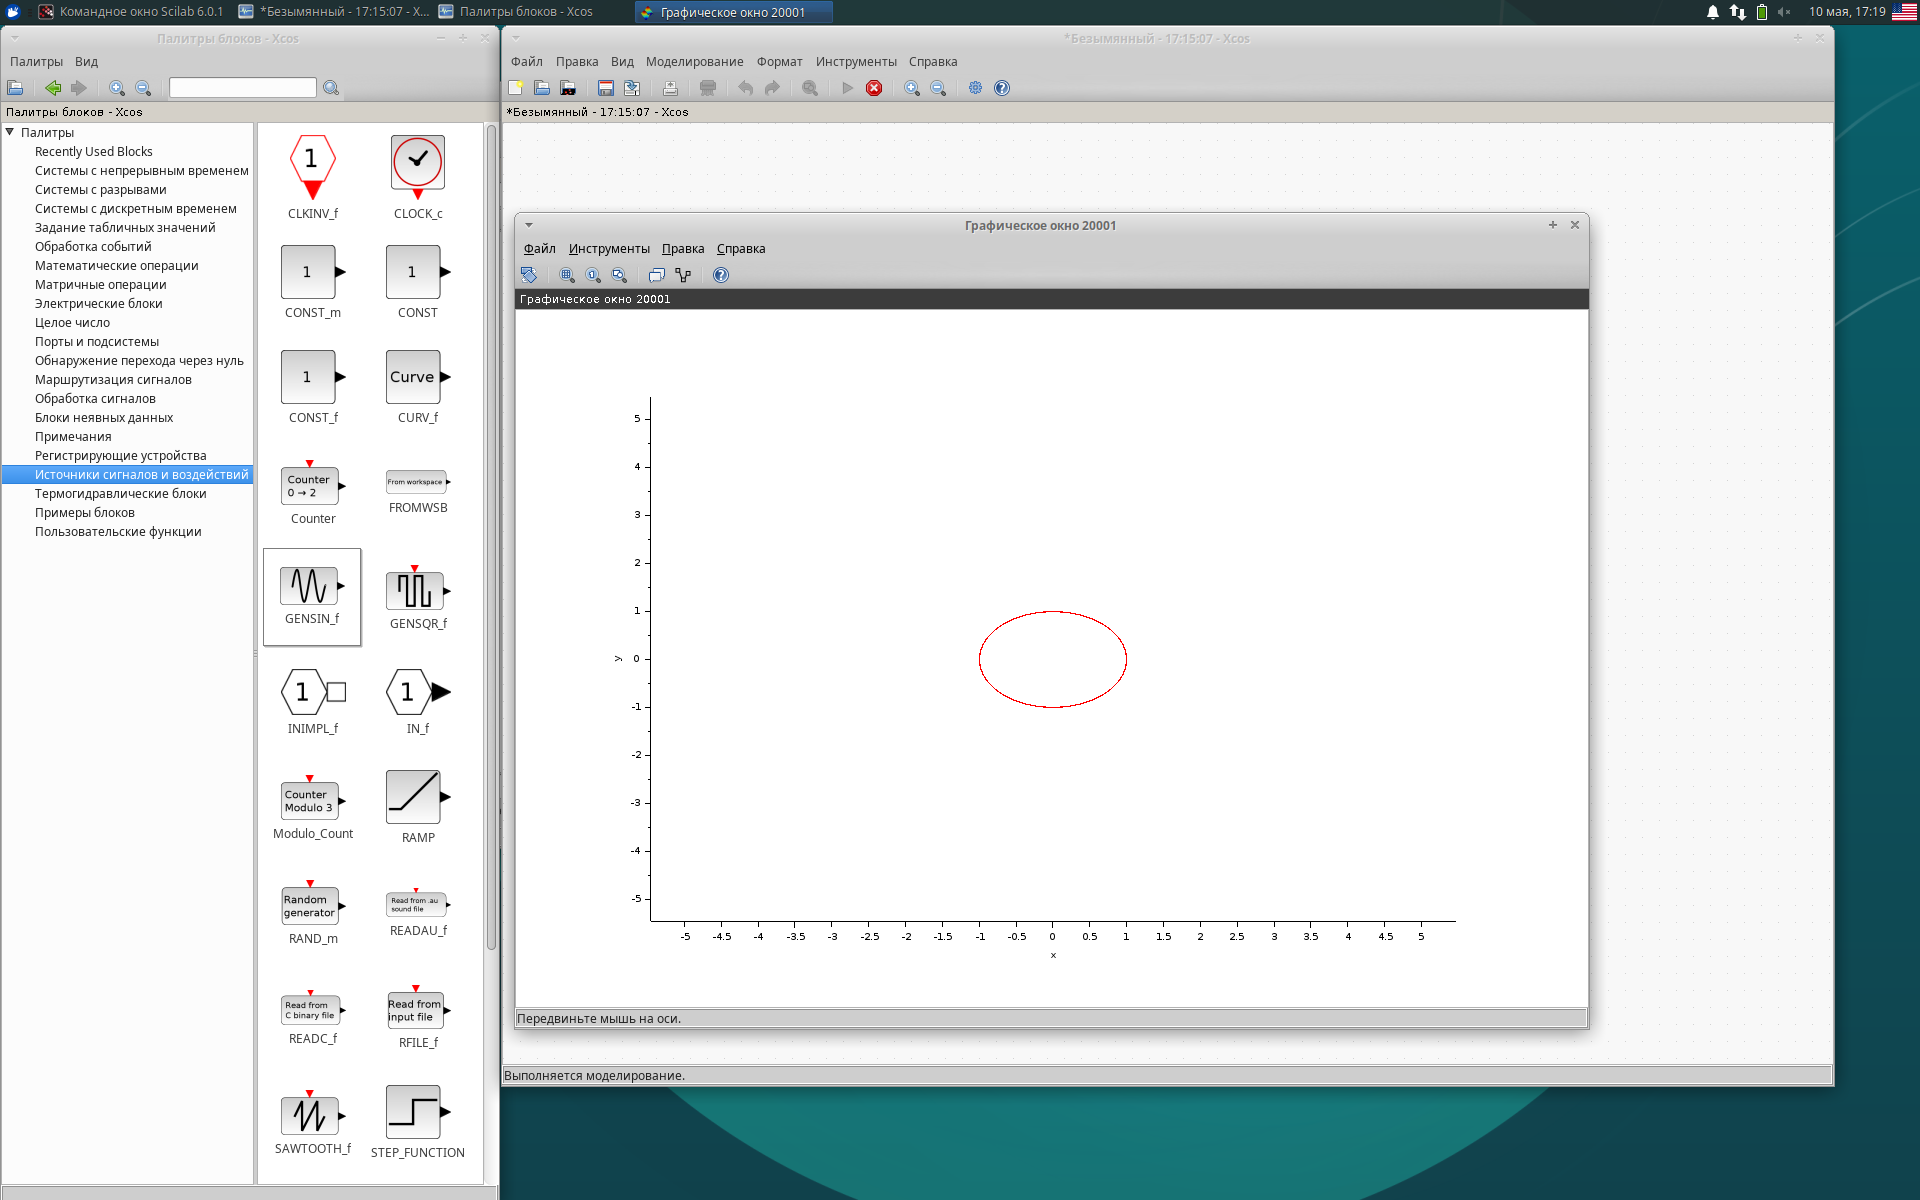 Командное окно Scilab 6.0.1
*Безымянный - 17:15:07 - X...
Палитры блоков - Xcos
Графическое окно 20001
10 мая, 17:19
Палитры блоков - Xcos
Палитры Вид
Палитры блоков - Xcos
Палитры
Recently Used Blocks
Системы с непрерывным временем
Системы с разрывами
Системы с дискретным временем
Задание табличных значений
Обработка событий
Математические операции
Матричные операции
Электрические блоки
Целое число
Порты и подсистемы
Обнаружение перехода через нуль
Маршрутизация сигналов
Обработка сигналов
Блоки неявных данных
Примечания
Регистрирующие устройства
Источники сигналов и воздействий
Термогидравлические блоки
Примеры блоков
Пользовательские функции
1
CLKINV_f
CLOCK_c
1
CONST_m
1
CONST
1
CONST_f
Curve
CURV_f
Counter
0 → 2
Counter
From workspace
FROMWSB
GENSIN_f
GENSQR_f
1
INIMPL_f
1
IN_f
Counter
Modulo 3
Modulo_Count
RAMP
Random
generator
RAND_m
Read from .au
sound file
READAU_f
Read from
C binary file
READC_f
Read from
input file
RFILE_f
SAWTOOTH_f
STEP_FUNCTION
*Безымянный - 17:15:07 - Xcos
Файл Правка Вид Моделирование Формат Инструменты Справка
*Безымянный - 17:15:07 - Xcos
Графическое окно 20001
Файл Инструменты Правка Справка
Графическое окно 20001
5
4
3
2
1
y 0
-1
-2
-3
-4
-5
-5 -4.5 -4 -3.5 -3 -2.5 -2 -1.5 -1 -0.5 0 0.5 1 1.5 2 2.5 3 3.5 4 4.5 5
x
Передвиньте мышь на оси.
Выполняется моделирование.